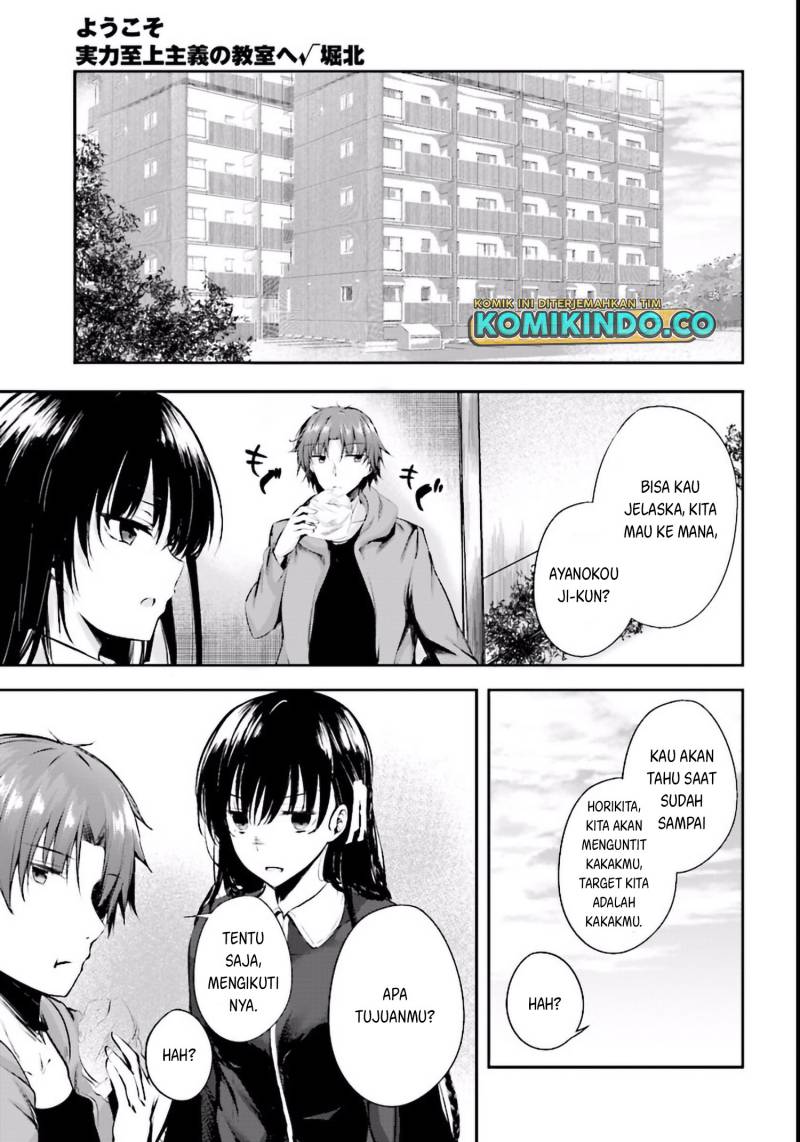 ようこそ
実力至上主義の教室へ√堀北
KOMIK INI DITERJEMAHKAN TIM
KOMIKINDO.CO
BISA KAU
JELASKA, KITA
MAU KE MANA,
AYANOKOU
JI-KUN?
もぐ
もぐ
KAU AKAN
TAHU SAAT
SUDAH
SAMPAI
HORIKITA,
KITA AKAN
MENGUNTIT
KAKAKMU,
TARGET KITA
ADALAH
KAKAKMU.
HAH?
APA
TUJUANMU?
TENTU
SAJA,
MENGIKUTI
NYA.
HAH?